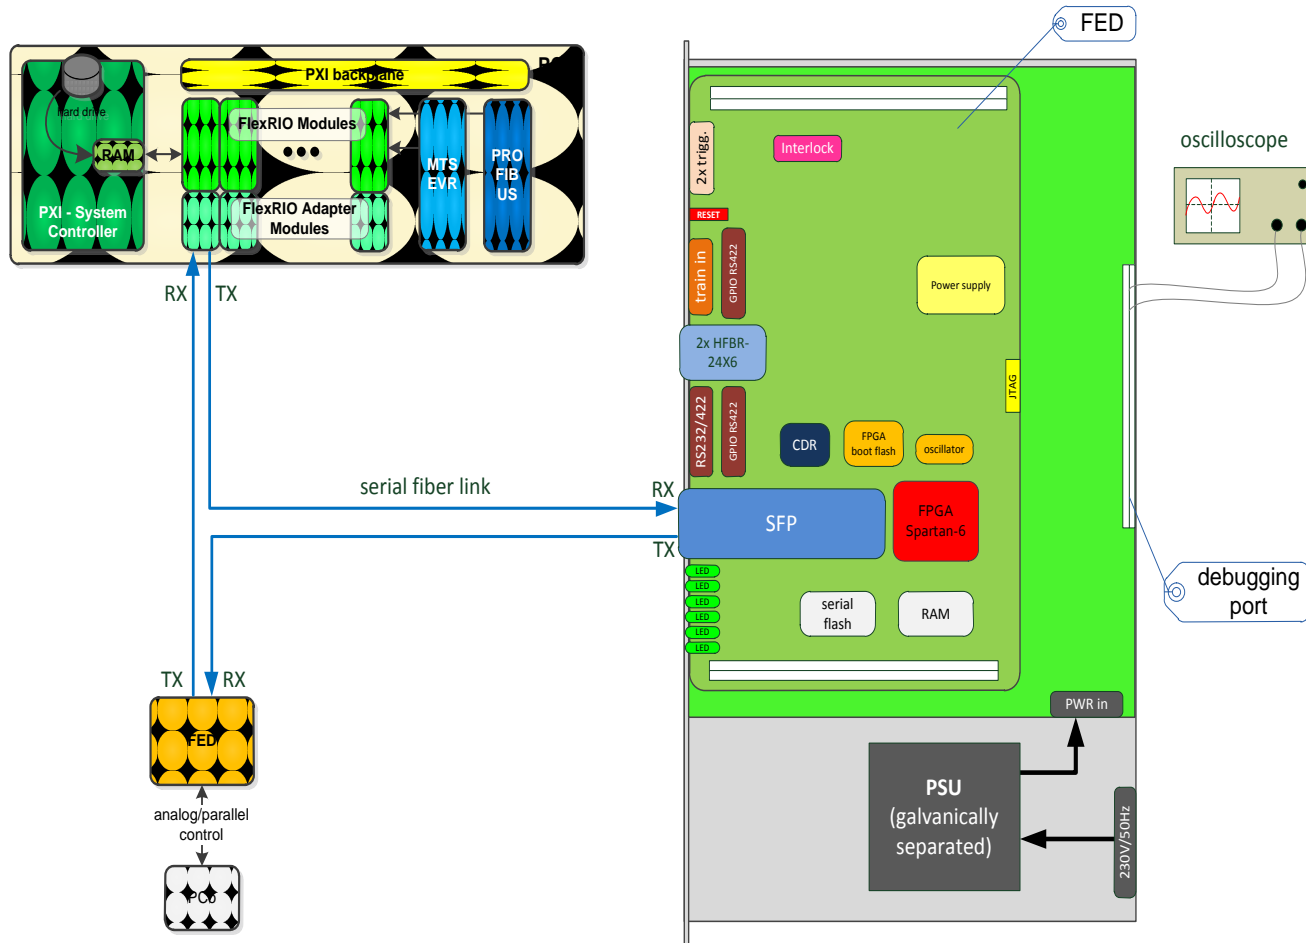 FED
PXI backplane
hard drive
FlexRIO Modules
RAM
MTS
EVR
PRO
FIB
US
PXI - System
Controller
FlexRIO Adapter
Modules
RX
TX
2x trigg.
Interlock
oscilloscope
RESET
train in
GPIO RS422
Power supply
2x HFBR-
24X6
JTAG
RS232/422
GPIO RS422
CDR
FPGA
boot flash
oscillator
serial fiber link
RX
SFP
FPGA
Spartan-6
TX
LED
LED
LED
LED
LED
LED
serial
flash
RAM
debugging
port
TX
RX
PWR in
FED
PSU
(galvanically
separated)
230V/50Hz
analog/parallel
control